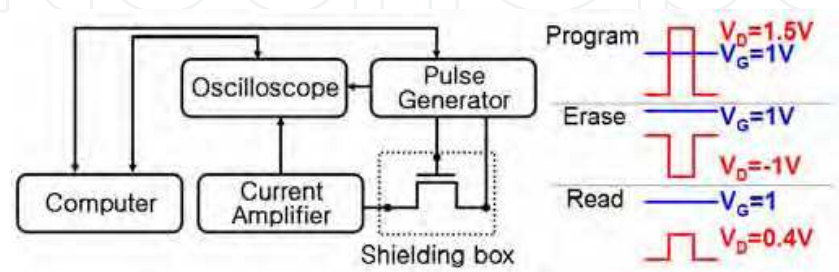 Oscilloscope
Pulse
Generator
Computer
Current
Amplifier
Shielding box
Program
V_D=1.5V
V_G=1V
Erase
V_G=1V
V_D=-1V
Read
V_G=1
V_D=0.4V